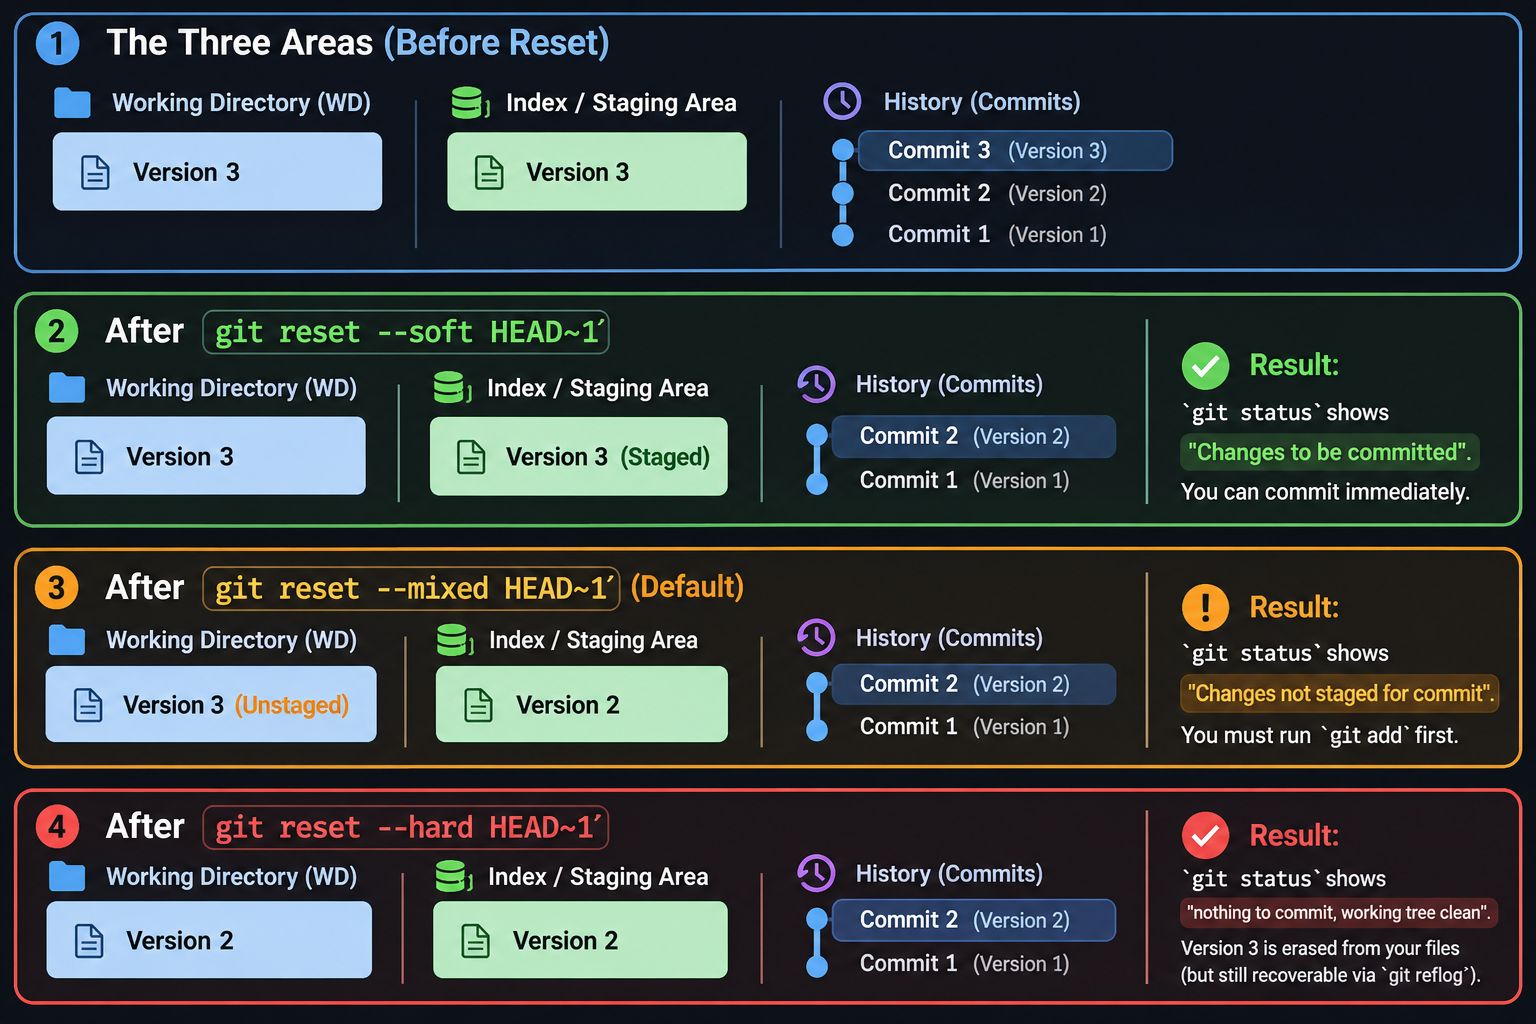 1 The Three Areas (Before Reset)
Working Directory (WD)
Index / Staging Area
History (Commits)
Version 3
Version 3
Commit 3 (Version 3)
Commit 2 (Version 2)
Commit 1 (Version 1)
2 After git reset --soft HEAD~1´
Working Directory (WD)
Index / Staging Area
History (Commits)
Version 3
Version 3 (Staged)
Commit 2 (Version 2)
Commit 1 (Version 1)
Result:
`git status` shows
"Changes to be committed".
You can commit immediately.
3 After git reset --mixed HEAD~1´ (Default)
Working Directory (WD)
Index / Staging Area
History (Commits)
Version 3 (Unstaged)
Version 2
Commit 2 (Version 2)
Commit 1 (Version 1)
Result:
`git status` shows
"Changes not staged for commit".
You must run `git add` first.
4 After git reset --hard HEAD~1´
Working Directory (WD)
Index / Staging Area
History (Commits)
Version 2
Version 2
Commit 2 (Version 2)
Commit 1 (Version 1)
Result:
`git status` shows
"nothing to commit, working tree clean".
Version 3 is erased from your files
(but still recoverable via `git reflog`).